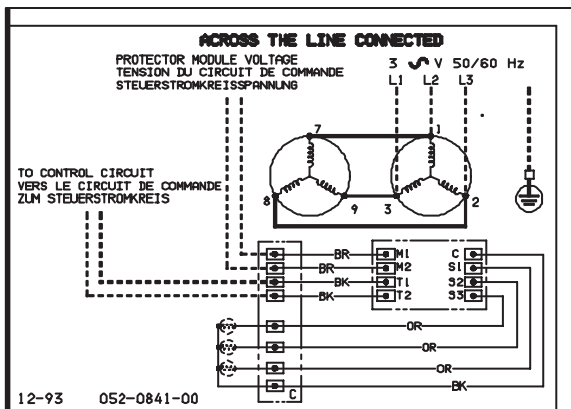 ACROSS THE LINE CONNECTED
PROTECTOR MODULE VOLTAGE
TENSION DU CIRCUIT DE COMMANDE
STEUERSTROMKREISSPANNUNG
3 ∿ V 50/60 Hz
L1 L2 L3
7 1
TO CONTROL CIRCUIT
VERS LE CIRCUIT DE COMMANDE
ZUM STEUERSTROMKREIS
8 9 3 2
BR M1 C
BR M2 S1
BK T1 S2
BK T2 S3
OR
OR
OR
BK
C
12-93 052-0841-00